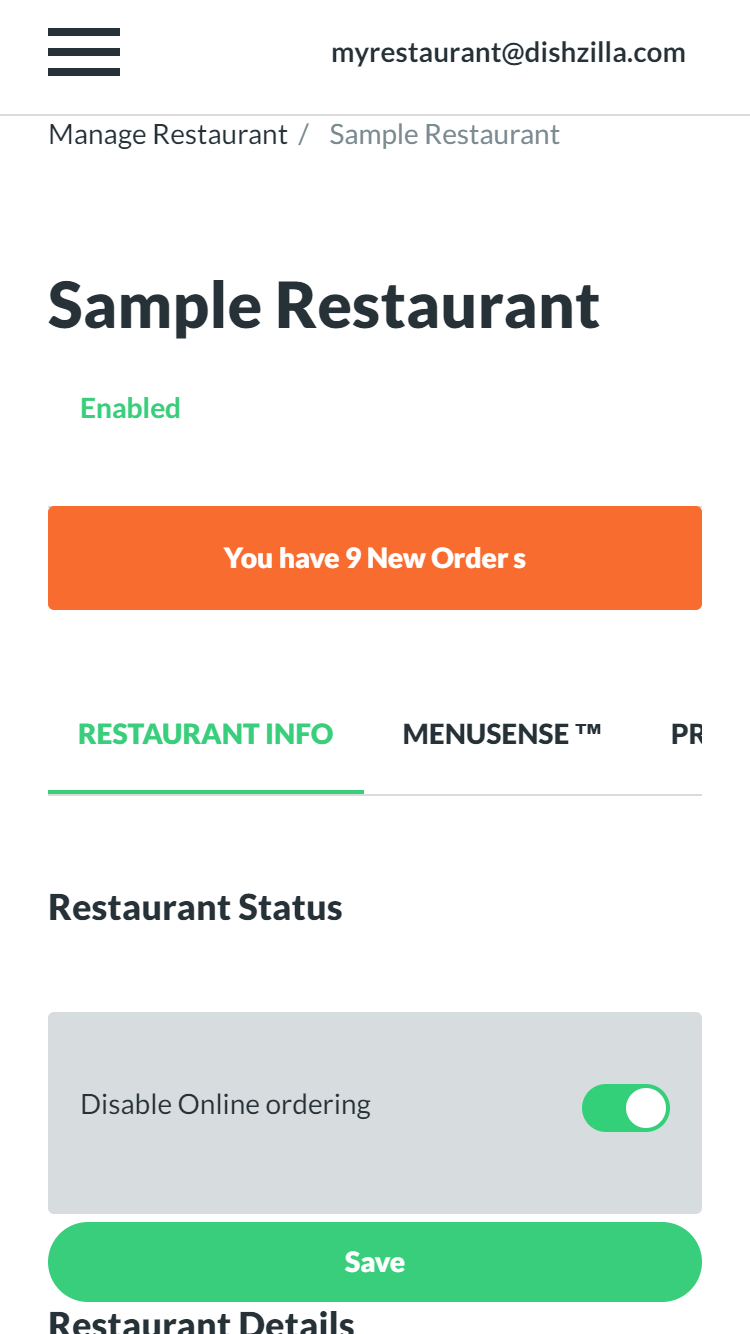 myrestaurant@dishzilla.com
Manage Restaurant / Sample Restaurant
Sample Restaurant
Enabled
You have 9 New Order s
RESTAURANT INFO MENUSENSE ™ PR
Restaurant Status
Disable Online ordering
Save
Restaurant Details